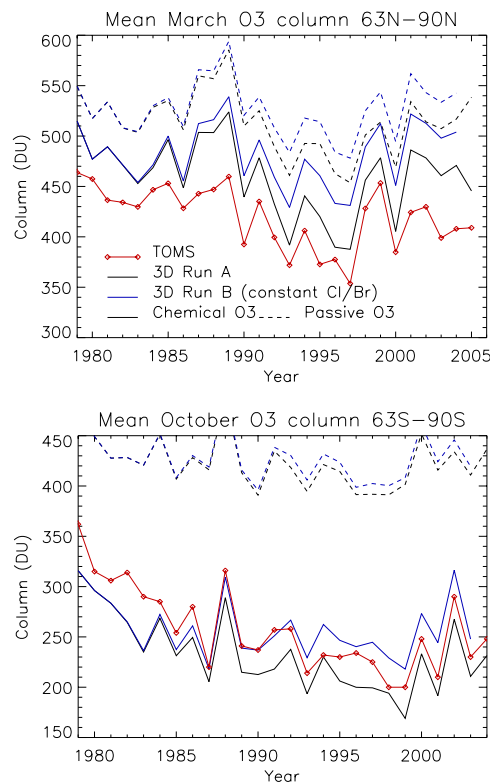 Mean March O3 column 63N-90N
600
550
500
450
400
350
300
Column (DU)
TOMS
3D Run A
3D Run B (constant Cl/Br)
Chemical O3 Passive O3
1980 1985 1990 1995 2000 2005
Year
Mean October O3 column 63S-90S
450
400
350
300
250
200
150
Column (DU)
1980 1985 1990 1995 2000
Year